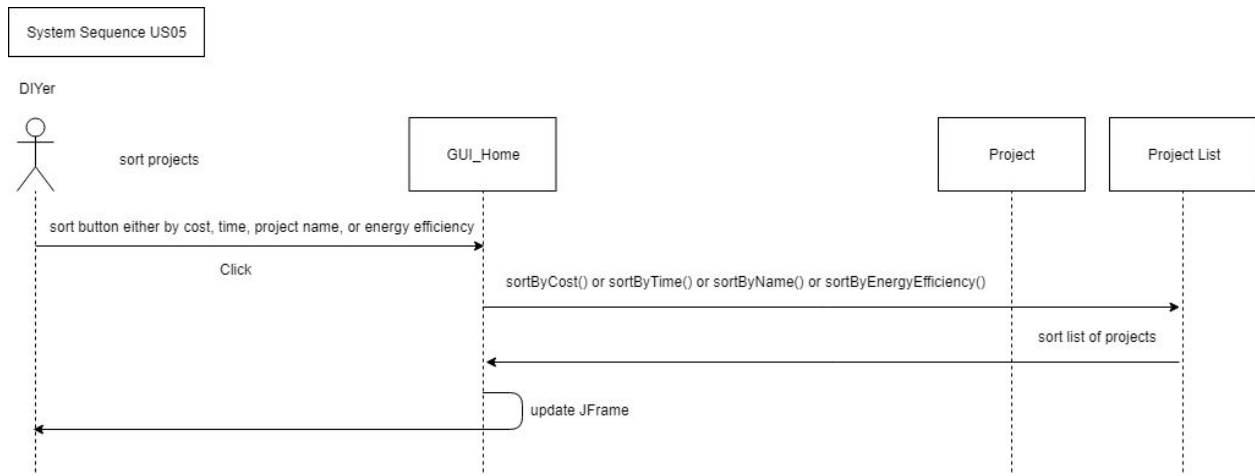 System Sequence US05
DIYer
GUI_Home
Project
Project List
sort projects
sort button either by cost, time, project name, or energy efficiency
Click
sortByCost() or sortByTime() or sortByName() or sortByEnergyEfficiency()
sort list of projects
update JFrame